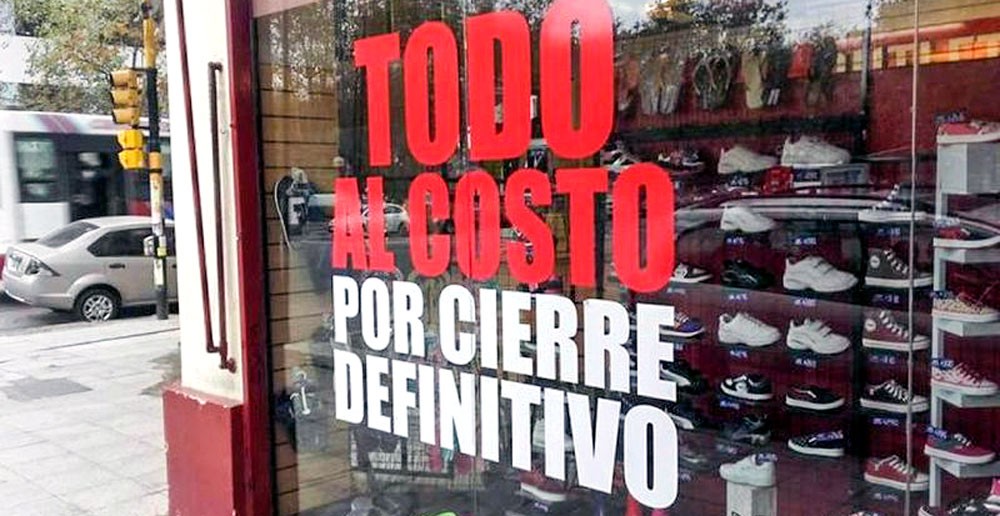 TODO
AL COSTO
POR CIERRE
DEFINITIVO